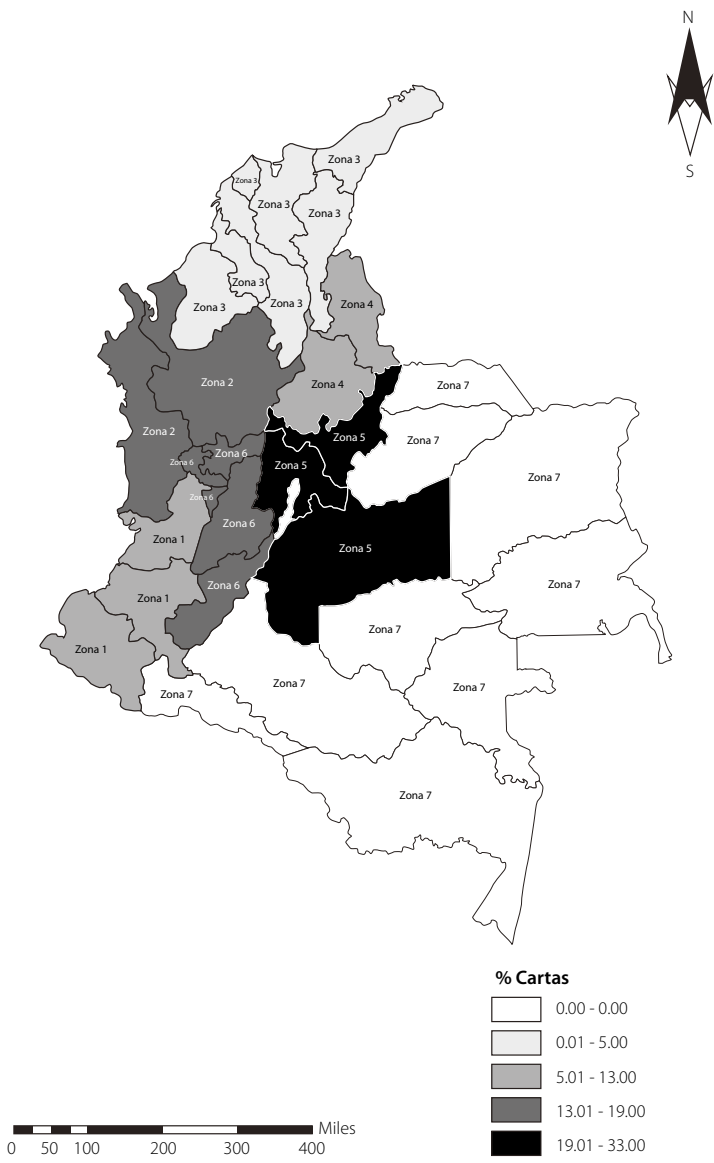 N
S
Zona 3
Zona 3
Zona 3
Zona 3
Zona 3
Zona 3
Zona 3
Zona 4
Zona 2
Zona 4
Zona 7
Zona 2
Zona 5
Zona 7
Zona 6
Zona 6
Zona 5
Zona 7
Zona 6
Zona 6
Zona 1
Zona 5
Zona 6
Zona 7
Zona 1
Zona 7
Zona 1
Zona 7
Zona 7
Zona 7
Zona 7
% Cartas
0.00 - 0.00
0.01 - 5.00
5.01 - 13.00
13.01 - 19.00
19.01 - 33.00
Miles
0 50 100 200 300 400